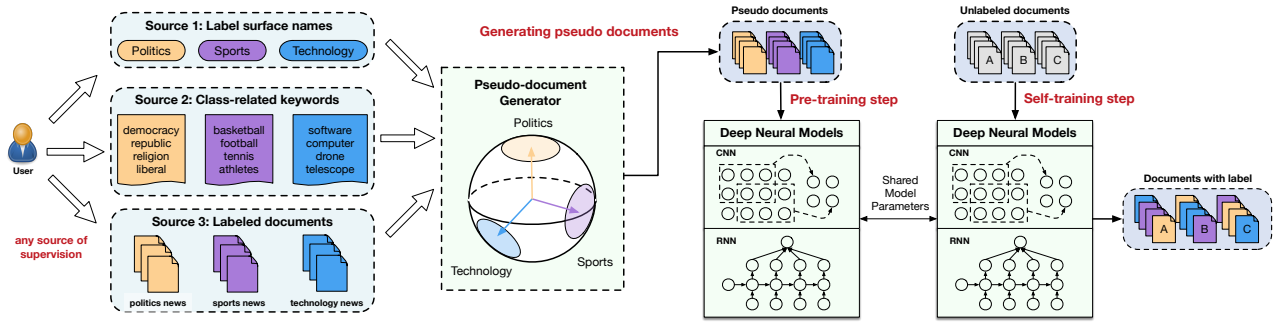 User
any source of
supervision
Source 1: Label surface names
Politics
Sports
Technology
Source 2: Class-related keywords
democracy
republic
religion
liberal
basketball
football
tennis
athletes
software
computer
drone
telescope
Source 3: Labeled documents
politics news
sports news
technology news
Generating pseudo documents
Pseudo-document
Generator
Politics
Technology
Sports
Pseudo documents
Pre-training step
Deep Neural Models
CNN
RNN
Shared
Model
Parameters
Unlabeled documents
A
B
C
Self-training step
Deep Neural Models
CNN
RNN
Documents with label
A
B
C